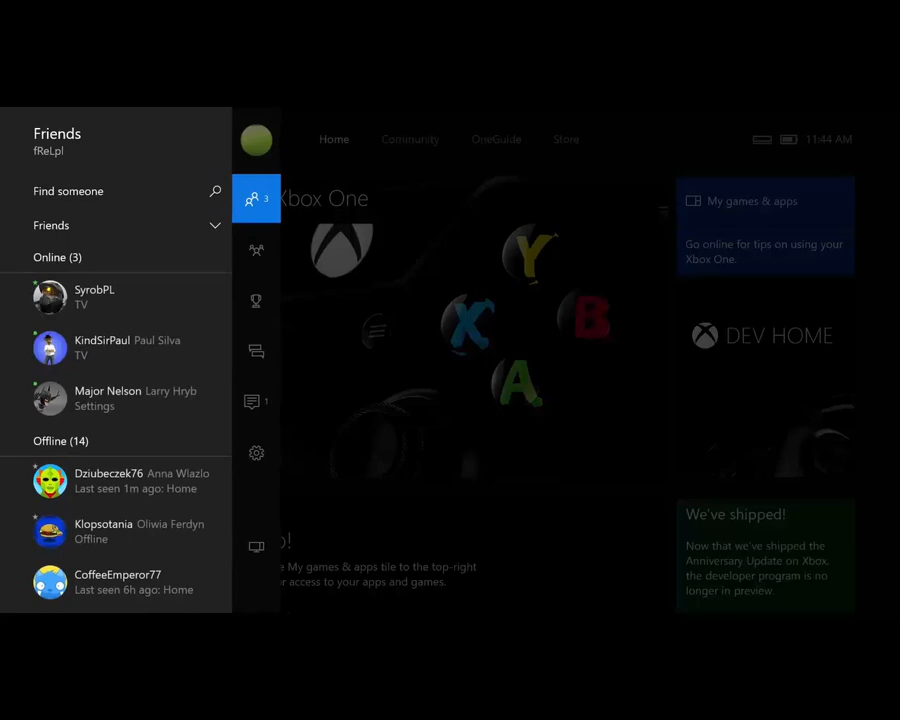 Friends
fReLpl
Find someone
Friends
Online (3)
SyrobPL
TV
KindSirPaul Paul Silva
TV
Major Nelson Larry Hryb
Settings
Offline (14)
Dziubeczek76 Anna Wlazlo
Last seen 1m ago: Home
Klopsotania Oliwia Ferdyn
Offline
CoffeeEmperor77
Last seen 6h ago: Home
3
1
Home Community OneGuide Store
11:44 AM
Xbox One
Y
X
B
A
o!
e My games & apps tile to the top-right
r access to your apps and games.
My games & apps
Go online for tips on using your
Xbox One.
DEV HOME
We've shipped!
Now that we've shipped the
Anniversary Update on Xbox,
the developer program is no
longer in preview.